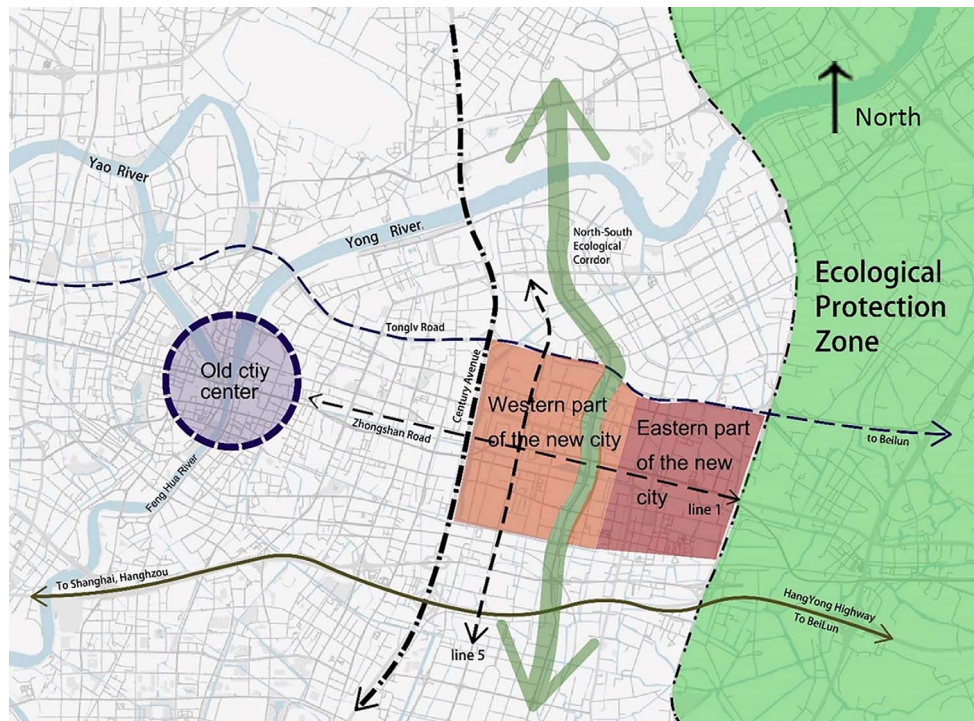 North
Yao River
Yong River
North-South
Ecological
Corrdor
Ecological
Protection
Zone
Tonglv Road
Old ctiy
center
Century Avenue
Western part
of the new city
Eastern part
of the new
city
Zhongshan Road
to Beilun
line 1
Feng Hua River
To Shanghai, Hanghzou
HangYong Highway
To BeiLun
line 5